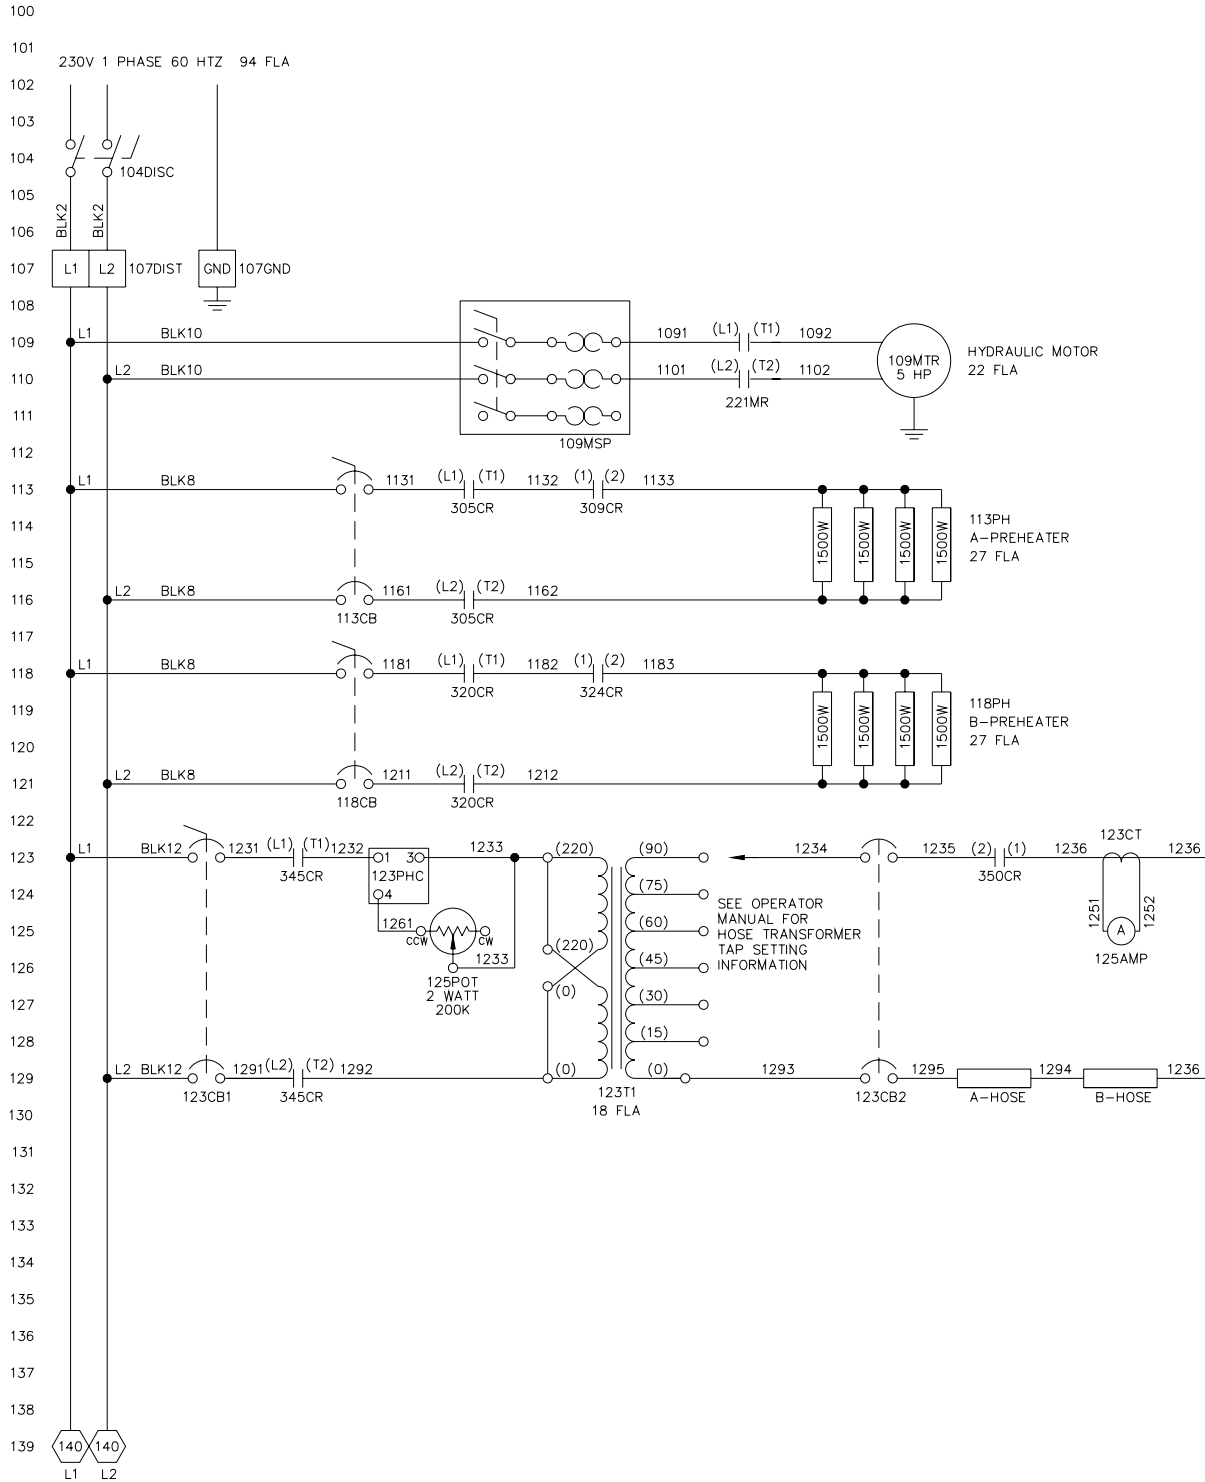 100
101
230V 1 PHASE 60 HTZ 94 FLA
102
103
104
104DISC
105
BLK2 BLK2
106
107 L1 L2 107DIST GND 107GND
108
L1 BLK10 1091 (L1) (T1) 1092
109
109MTR
5 HP
HYDRAULIC MOTOR
22 FLA
L2 BLK10 1101 (L2) (T2) 1102
110
221MR
111
109MSP
112
L1 BLK8 1131 (L1) (T1) 1132 (1) (2) 1133
113
305CR 309CR
114
1500W 1500W 1500W 1500W
113PH
A-PREHEATER
27 FLA
115
L2 BLK8 1161 (L2) (T2) 1162
116
113CB 305CR
117
L1 BLK8 1181 (L1) (T1) 1182 (1) (2) 1183
118
320CR 324CR
119
1500W 1500W 1500W 1500W
118PH
B-PREHEATER
27 FLA
120
L2 BLK8 1211 (L2) (T2) 1212
121
118CB 320CR
122
L1 BLK12 1231 (L1) (T1) 1232 1 3 1233 (220) (90) 1234 1235 (2) (1) 1236 123CT 1236
123
345CR 123PHC 350CR
124
4 (75)
1261
SEE OPERATOR
MANUAL FOR
HOSE TRANSFORMER
TAP SETTING
INFORMATION
1251 1252
125
CCW CW (60) A
1233 (220) (45) 125AMP
126
125POT
2 WATT
200K
(0) (30)
127
128
(15)
L2 BLK12 1291 (L2) (T2) 1292 (0) (0) 1293 1295 1294 1236
129
123CB1 345CR 123T1 123CB2 A-HOSE B-HOSE
18 FLA
130
131
132
133
134
135
136
137
138
139 140 140
L1 L2